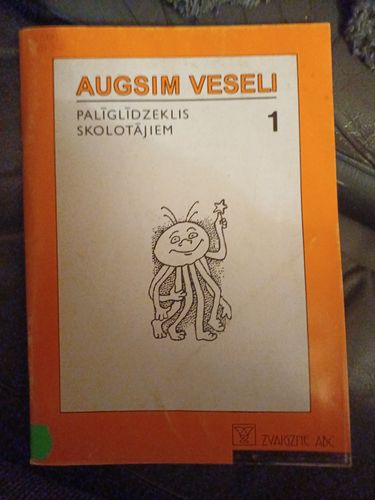 AUGSIM VESELI
PALĪGLĪDZEKLIS
SKOLOTĀJIEM 1
ZVAIGZNE ABC